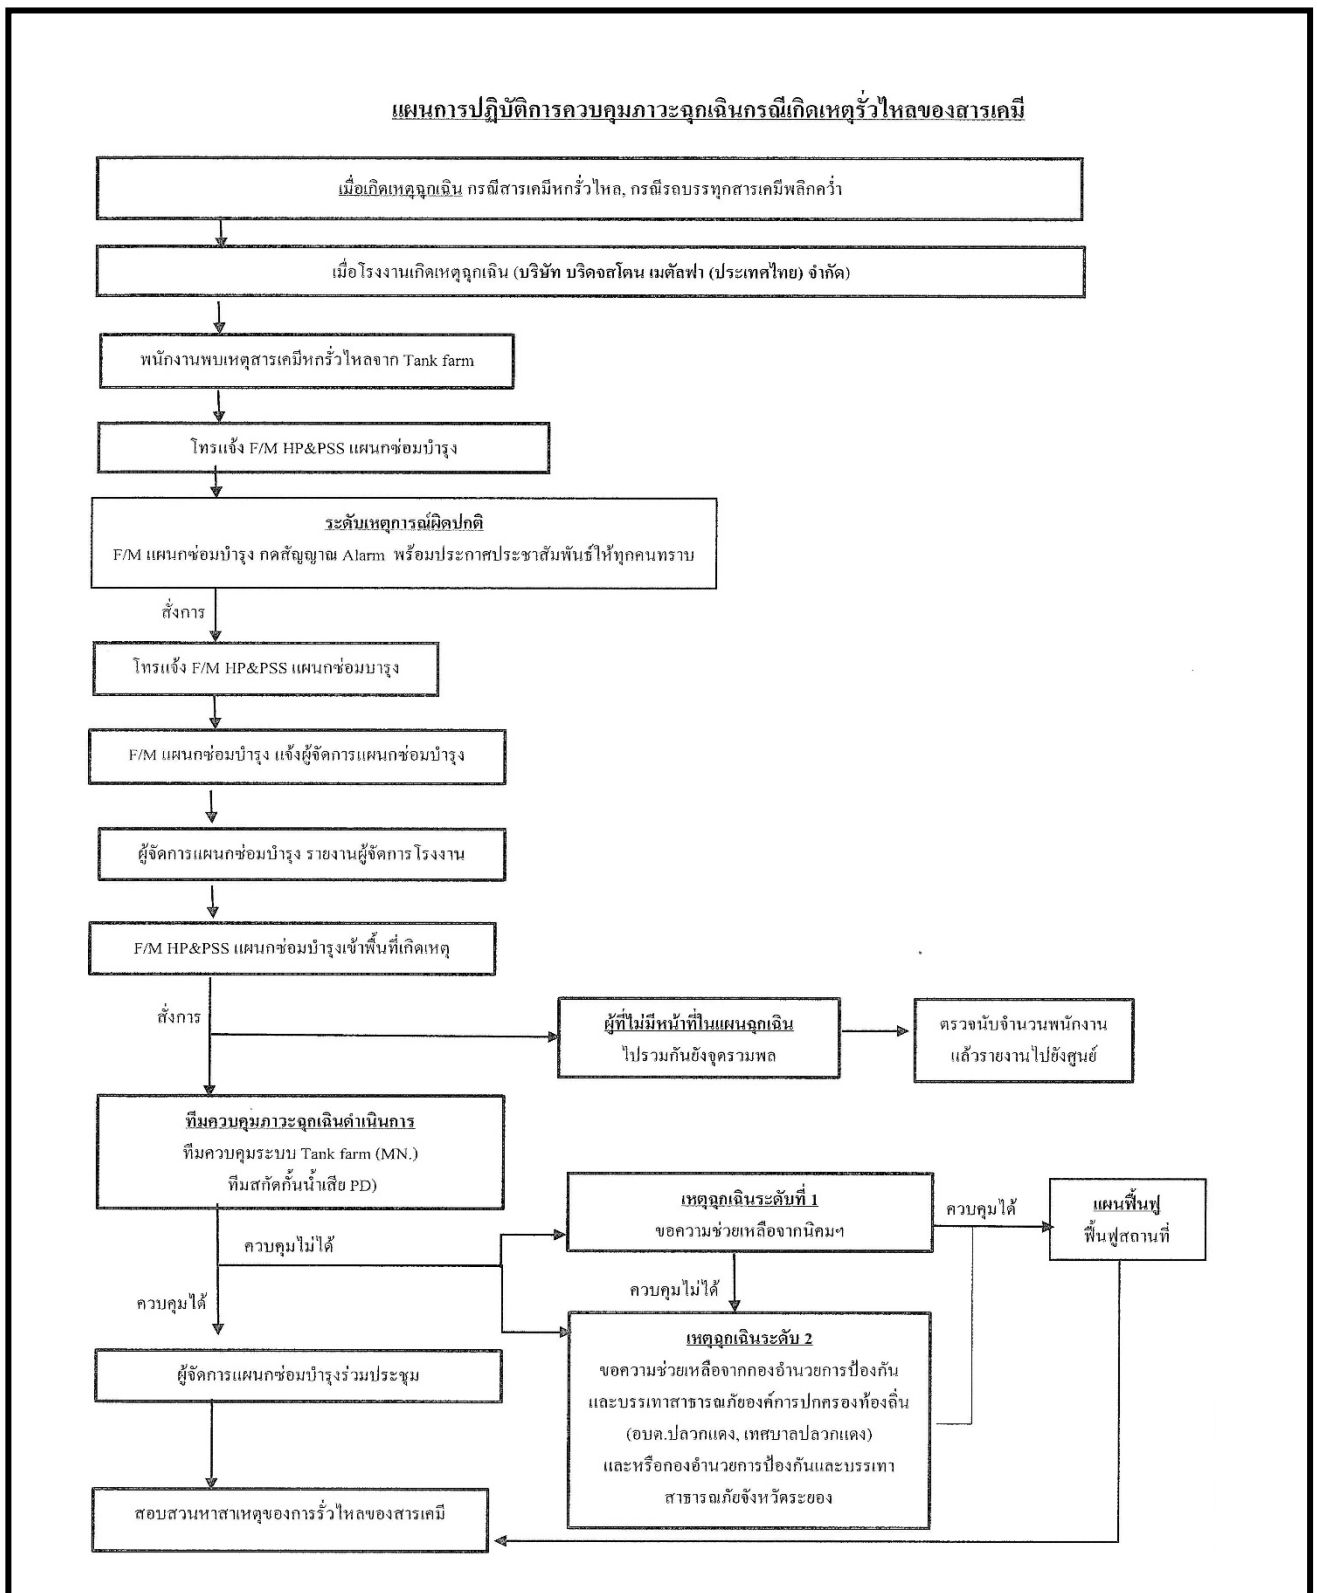 แผนการปฏิบัติการควบคุมภาวะฉุกเฉินกรณีเกิดเหตุรั่วไหลของสารเคมี
เมื่อเกิดเหตุฉุกเฉิน กรณีสารเคมีหกรั่วไหล, กรณีรถบรรทุกสารเคมีพลิกคว่ำ
เมื่อโรงงานเกิดเหตุฉุกเฉิน (บริษัท บริดจสโตน เมตัลฟา (ประเทศไทย) จำกัด)
พนักงานพบเหตุสารเคมีหกรั่วไหลจาก Tank farm
โทรแจ้ง F/M HP&PSS แผนกซ่อมบำรุง
ระดับเหตุการณ์ผิดปกติ
F/M แผนกซ่อมบำรุง กดสัญญาณ Alarm พร้อมประกาศประชาสัมพันธ์ให้ทุกคนทราบ
สั่งการ
โทรแจ้ง F/M HP&PSS แผนกซ่อมบารุง
F/M แผนกซ่อมบำรุง แจ้งผู้จัดการแผนกซ่อมบำรุง
ผู้จัดการแผนกซ่อมบำรุง รายงานผู้จัดการโรงงาน
F/M HP&PSS แผนกซ่อมบำรุงเข้าพื้นที่เกิดเหตุ
สั่งการ
ผู้ที่ไม่มีหน้าที่ในแผนฉุกเฉิน
ไปรวมกันยังจุดรวมพล
ตรวจนับจำนวนพนักงาน
แล้วรายงานไปยังศูนย์
ทีมควบคุมภาวะฉุกเฉินดำเนินการ
ทีมควบคุมระบบ Tank farm (MN.)
ทีมสกัดกั้นน้ำเสีย PD)
เหตุฉุกเฉินระดับที่ 1
ขอความช่วยเหลือจากนิคมฯ
ควบคุมได้
แผนฟื้นฟู
ฟื้นฟูสถานที่
ควบคุมไม่ได้
ควบคุมไม่ได้
ควบคุมได้
เหตุฉุกเฉินระดับ 2
ขอความช่วยเหลือจากกองอำนวยการป้องกัน
และบรรเทาสาธารณภัยองค์การปกครองท้องถิ่น
(อบต.ปลวกแดง, เทศบาลปลวกแดง)
และหรือกองอำนวยการป้องกันและบรรเทา
สาธารณภัยจังหวัดระยอง
ผู้จัดการแผนกซ่อมบำรุงร่วมประชุม
สอบสวนหาสาเหตุของการรั่วไหลของสารเคมี